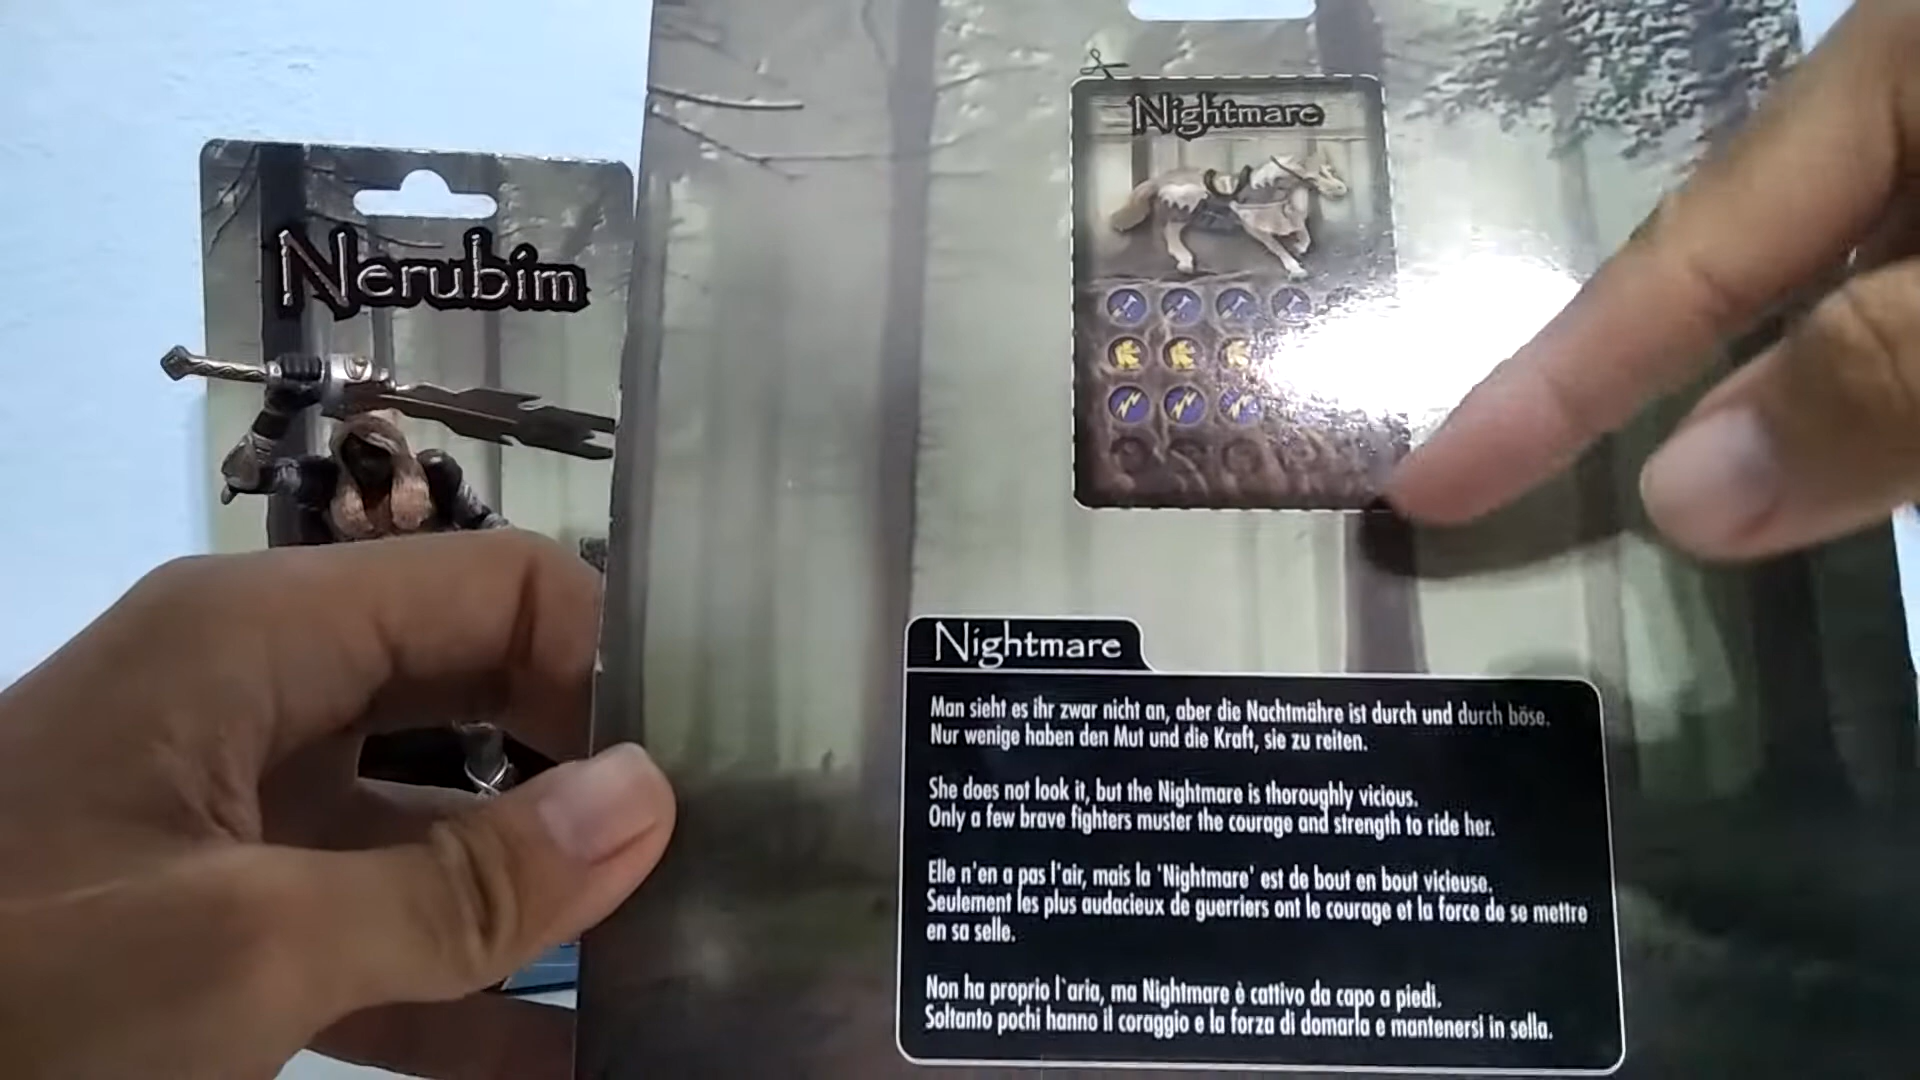 Nerubim
Nightmare
Nightmare
Man sieht es ihr zwar nicht an, aber die Nachtmähre ist durch und durch böse.
Nur wenige haben den Mut und die Kraft, sie zu reiten.
She does not look it, but the Nightmare is thoroughly vicious.
Only a few brave fighters muster the courage and strength to ride her.
Elle n'en a pas l'air, mais la 'Nightmare' est de bout en bout vicieuse.
Seulement les plus audacieux de guerriers ont le courage et la force de se mettre
en sa selle.
Non ha proprio l`aria, ma Nightmare è cattivo da capo a piedi.
Soltanto pochi hanno il coraggio e la forza di domarla e mantenersi in sella.